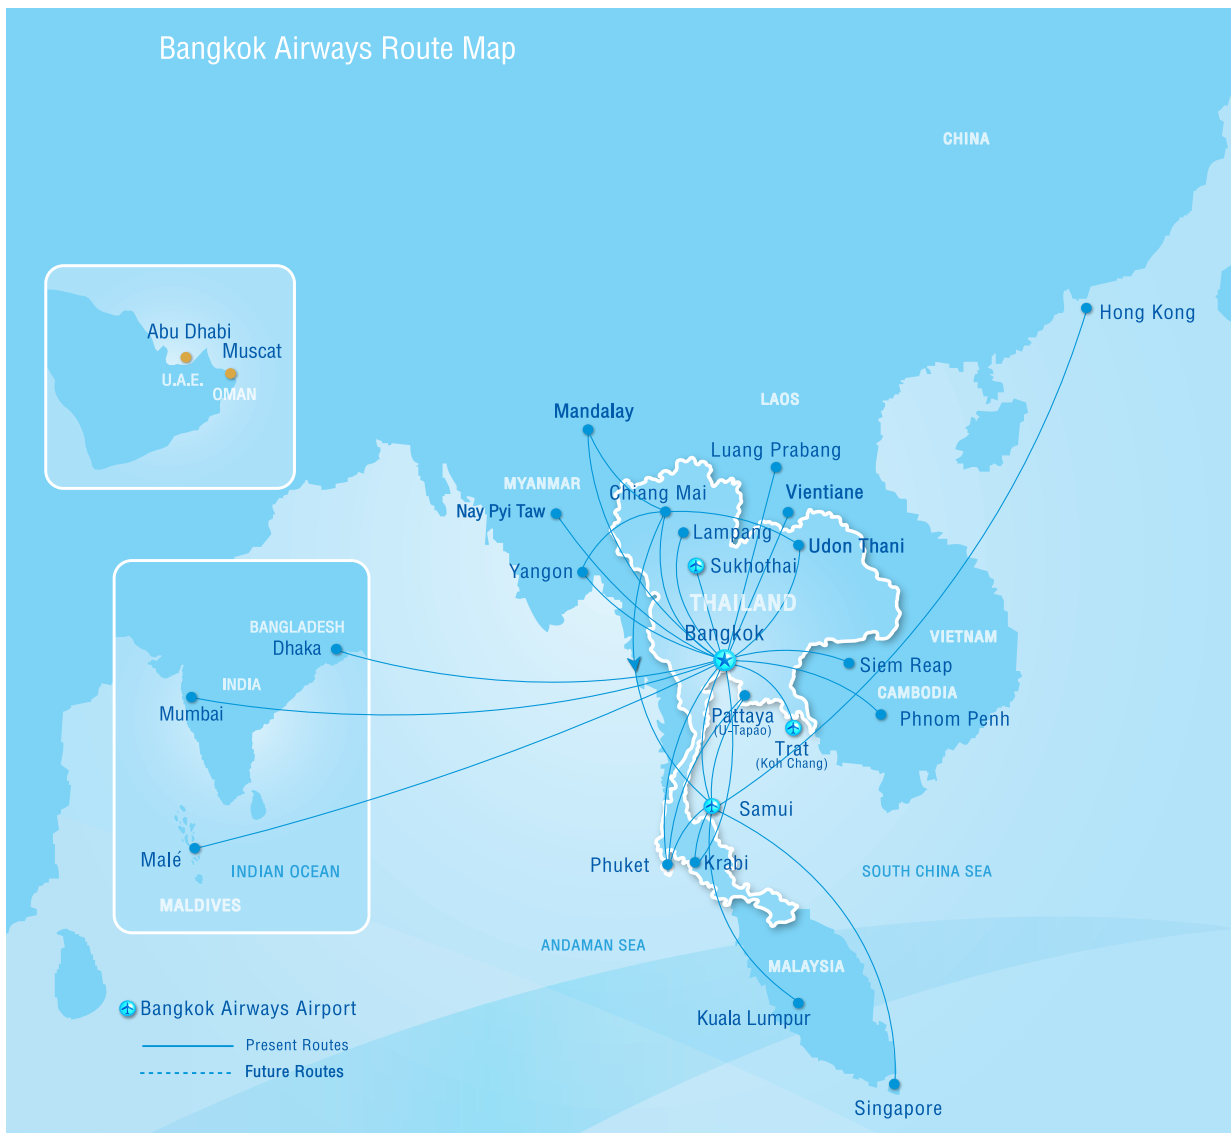 Bangkok Airways Route Map
CHINA
Hong Kong
Abu Dhabi
Muscat
U.A.E.
OMAN
LAOS
Mandalay
Luang Prabang
MYANMAR
Chiang Mai
Vientiane
Nay Pyi Taw
Lampang
Udon Thani
Yangon
Sukhothai
THAILAND
BANGLADESH
Dhaka
Bangkok
VIETNAM
Siem Reap
INDIA
CAMBODIA
Mumbai
Pattaya
(U-Tapao)
Phnom Penh
Trat
(Koh Chang)
Samui
Malé
INDIAN OCEAN
Phuket
Krabi
SOUTH CHINA SEA
MALDIVES
ANDAMAN SEA
MALAYSIA
Bangkok Airways Airport
Kuala Lumpur
Present Routes
Future Routes
Singapore